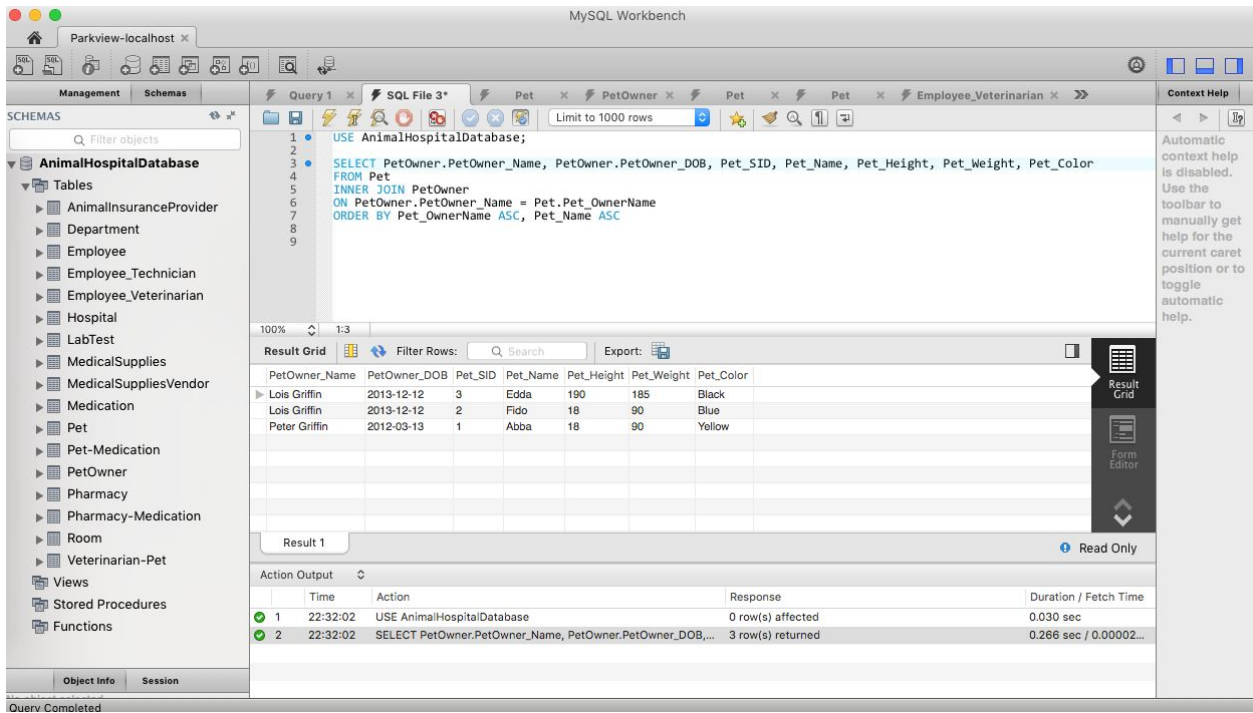 MySQL Workbench
Parkview-localhost
Management Schemas
SCHEMAS
Filter objects
AnimalHospitalDatabase
Tables
AnimalInsuranceProvider
Department
Employee
Employee_Technician
Employee_Veterinarian
Hospital
LabTest
MedicalSupplies
MedicalSuppliesVendor
Medication
Pet
Pet-Medication
PetOwner
Pharmacy
Pharmacy-Medication
Room
Veterinarian-Pet
Views
Stored Procedures
Functions
Object Info Session
Query Completed
Query 1 SQL File 3* Pet PetOwner Pet Pet Employee_Veterinarian
Limit to 1000 rows
1 USE AnimalHospitalDatabase;
2
3 SELECT PetOwner.PetOwner_Name, PetOwner.PetOwner_DOB, Pet_SID, Pet_Name, Pet_Height, Pet_Weight, Pet_Color
4 FROM Pet
5 INNER JOIN PetOwner
6 ON PetOwner.PetOwner_Name = Pet.Pet_OwnerName
7 ORDER BY Pet_OwnerName ASC, Pet_Name ASC
8
9
100% 1:3
Result Grid Filter Rows: Search Export:
PetOwner_Name PetOwner_DOB Pet_SID Pet_Name Pet_Height Pet_Weight Pet_Color
Lois Griffin 2013-12-12 3 Edda 190 185 Black
Lois Griffin 2013-12-12 2 Fido 18 90 Blue
Peter Griffin 2012-03-13 1 Abba 18 90 Yellow
Result
Grid
Form
Editor
Result 1 Read Only
Action Output
Time Action Response Duration / Fetch Time
1 22:32:02 USE AnimalHospitalDatabase 0 row(s) affected 0.030 sec
2 22:32:02 SELECT PetOwner.PetOwner_Name, PetOwner.PetOwner_DOB,... 3 row(s) returned 0.266 sec / 0.00002...
Context Help
Automatic
context help
is disabled.
Use the
toolbar to
manually get
help for the
current caret
position or to
toggle
automatic
help.